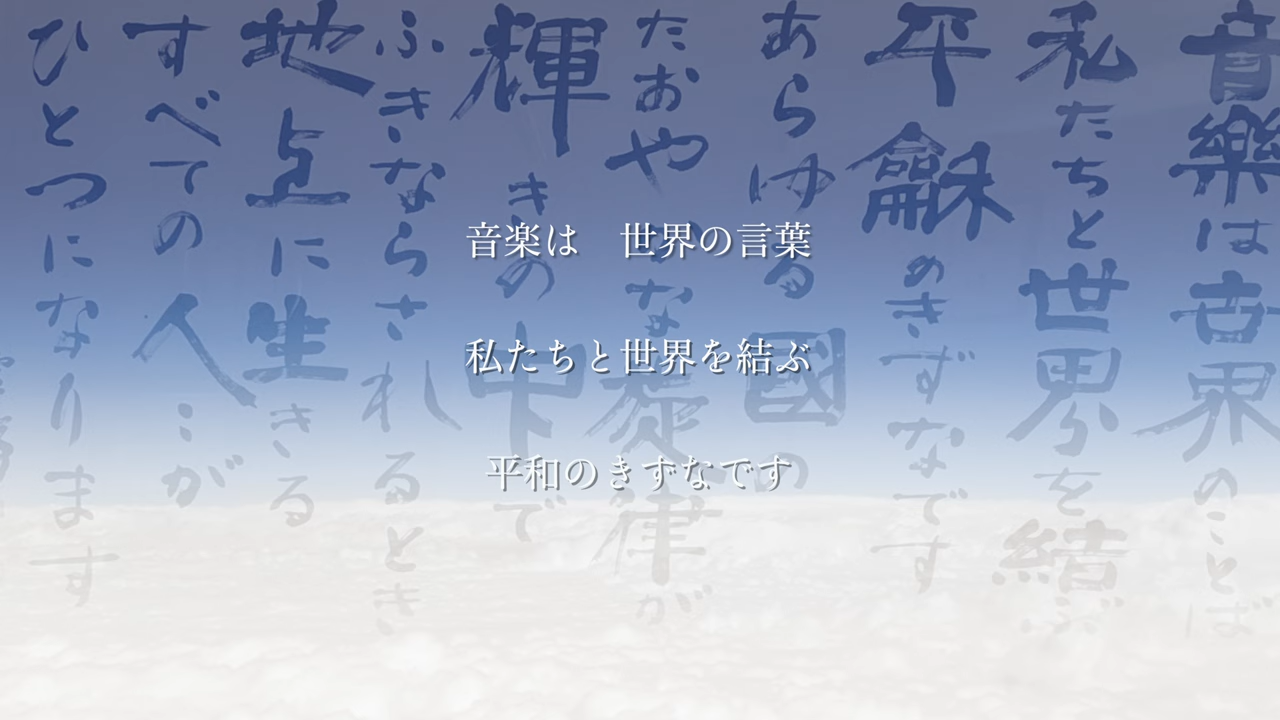 音楽は　世界の言葉
私たちと世界を結ぶ
平和のきずなです
音樂は音界のことば
私たちと世界を結ぶ
平龢のきずなです
あらゆる國の
たおやかな旋律が
輝きの中で
ふきならされるとき
地点に生きる
すべての人々が
ひとつになります